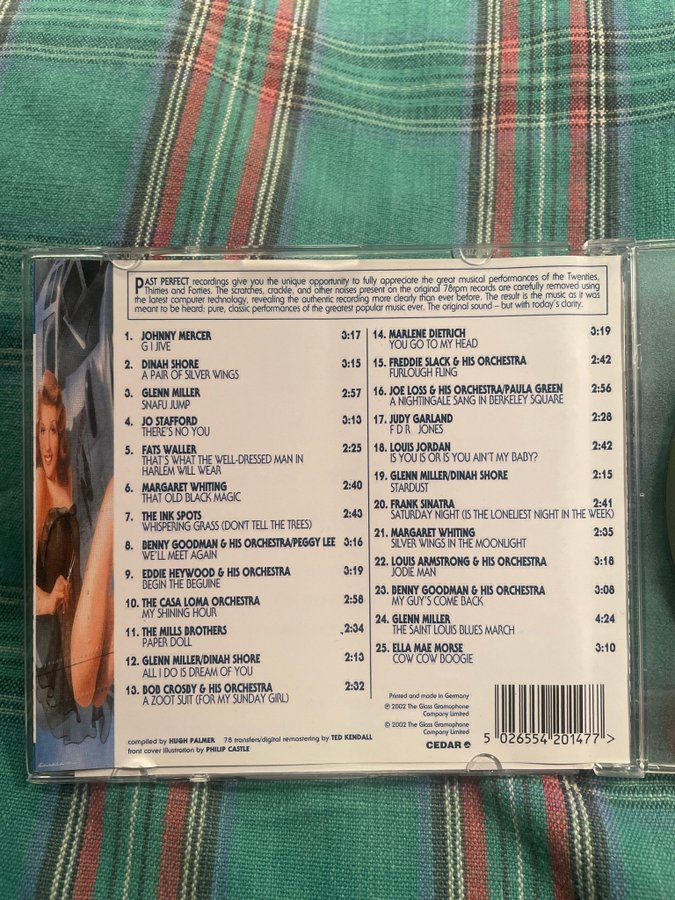 PAST PERFECT recordings give you the unique opportunity to fully appreciate the great musical performances of the Twenties,
Thirties and Forties. The scratches, crackle, and other noises present on the original 78rpm records are carefully removed using
the latest computer technology, revealing the authentic recording more clearly than ever before. The result is the music as it was
meant to be heard: pure, classic performances of the greatest popular music ever. The original sound – but with today's clarity.
1. JOHNNY MERCER 3:17
G I JIVE
2. DINAH SHORE 3:15
A PAIR OF SILVER WINGS
3. GLENN MILLER 2:57
SNAFU JUMP
4. JO STAFFORD 3:13
THERE'S NO YOU
5. FATS WALLER 2:25
THAT'S WHAT THE WELL-DRESSED MAN IN
HARLEM WILL WEAR
6. MARGARET WHITING 2:40
THAT OLD BLACK MAGIC
7. THE INK SPOTS 2:43
WHISPERING GRASS (DON'T TELL THE TREES)
8. BENNY GOODMAN & HIS ORCHESTRA/PEGGY LEE 3:16
WE'LL MEET AGAIN
9. EDDIE HEYWOOD & HIS ORCHESTRA 3:19
BEGIN THE BEGUINE
10. THE CASA LOMA ORCHESTRA 2:58
MY SHINING HOUR
11. THE MILLS BROTHERS 2:34
PAPER DOLL
12. GLENN MILLER/DINAH SHORE 2:13
ALL I DO IS DREAM OF YOU
13. BOB CROSBY & HIS ORCHESTRA 2:32
A ZOOT SUIT (FOR MY SUNDAY GIRL)
14. MARLENE DIETRICH 3:19
YOU GO TO MY HEAD
15. FREDDIE SLACK & HIS ORCHESTRA 2:42
FURLOUGH FLING
16. JOE LOSS & HIS ORCHESTRA/PAULA GREEN 2:56
A NIGHTINGALE SANG IN BERKELEY SQUARE
17. JUDY GARLAND 2:28
F D R JONES
18. LOUIS JORDAN 2:42
IS YOU IS OR IS YOU AIN'T MY BABY?
19. GLENN MILLER/DINAH SHORE 2:15
STARDUST
20. FRANK SINATRA 2:41
SATURDAY NIGHT (IS THE LONELIEST NIGHT IN THE WEEK)
21. MARGARET WHITING 2:35
SILVER WINGS IN THE MOONLIGHT
22. LOUIS ARMSTRONG & HIS ORCHESTRA 3:18
JODIE MAN
23. BENNY GOODMAN & HIS ORCHESTRA 3:08
MY GUY'S COME BACK
24. GLENN MILLER 4:24
THE SAINT LOUIS BLUES MARCH
25. ELLA MAE MORSE 3:10
COW COW BOOGIE
Printed and made in Germany
℗ 2002 The Glass Gramophone
Company Limited
© 2002 The Glass Gramophone
Company Limited
CEDAR
5 026554 201477 >
compiled by HUGH PALMER 78 transfers/digital remastering by TED KENDALL
front cover illustration by PHILIP CASTLE